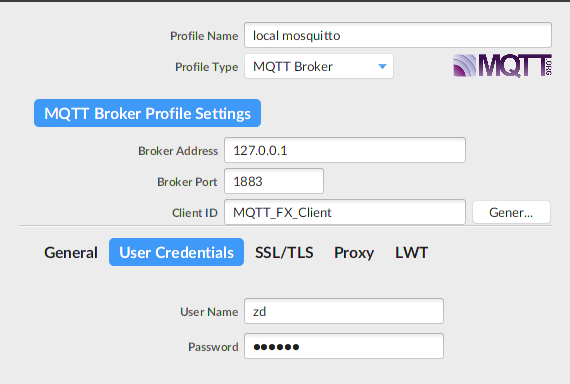 Profile Name local mosquitto
Profile Type MQTT Broker
MQTT.ORG
MQTT Broker Profile Settings
Broker Address 127.0.0.1
Broker Port 1883
Client ID MQTT_FX_Client Gener...
General User Credentials SSL/TLS Proxy LWT
User Name zd
Password ●●●●●●